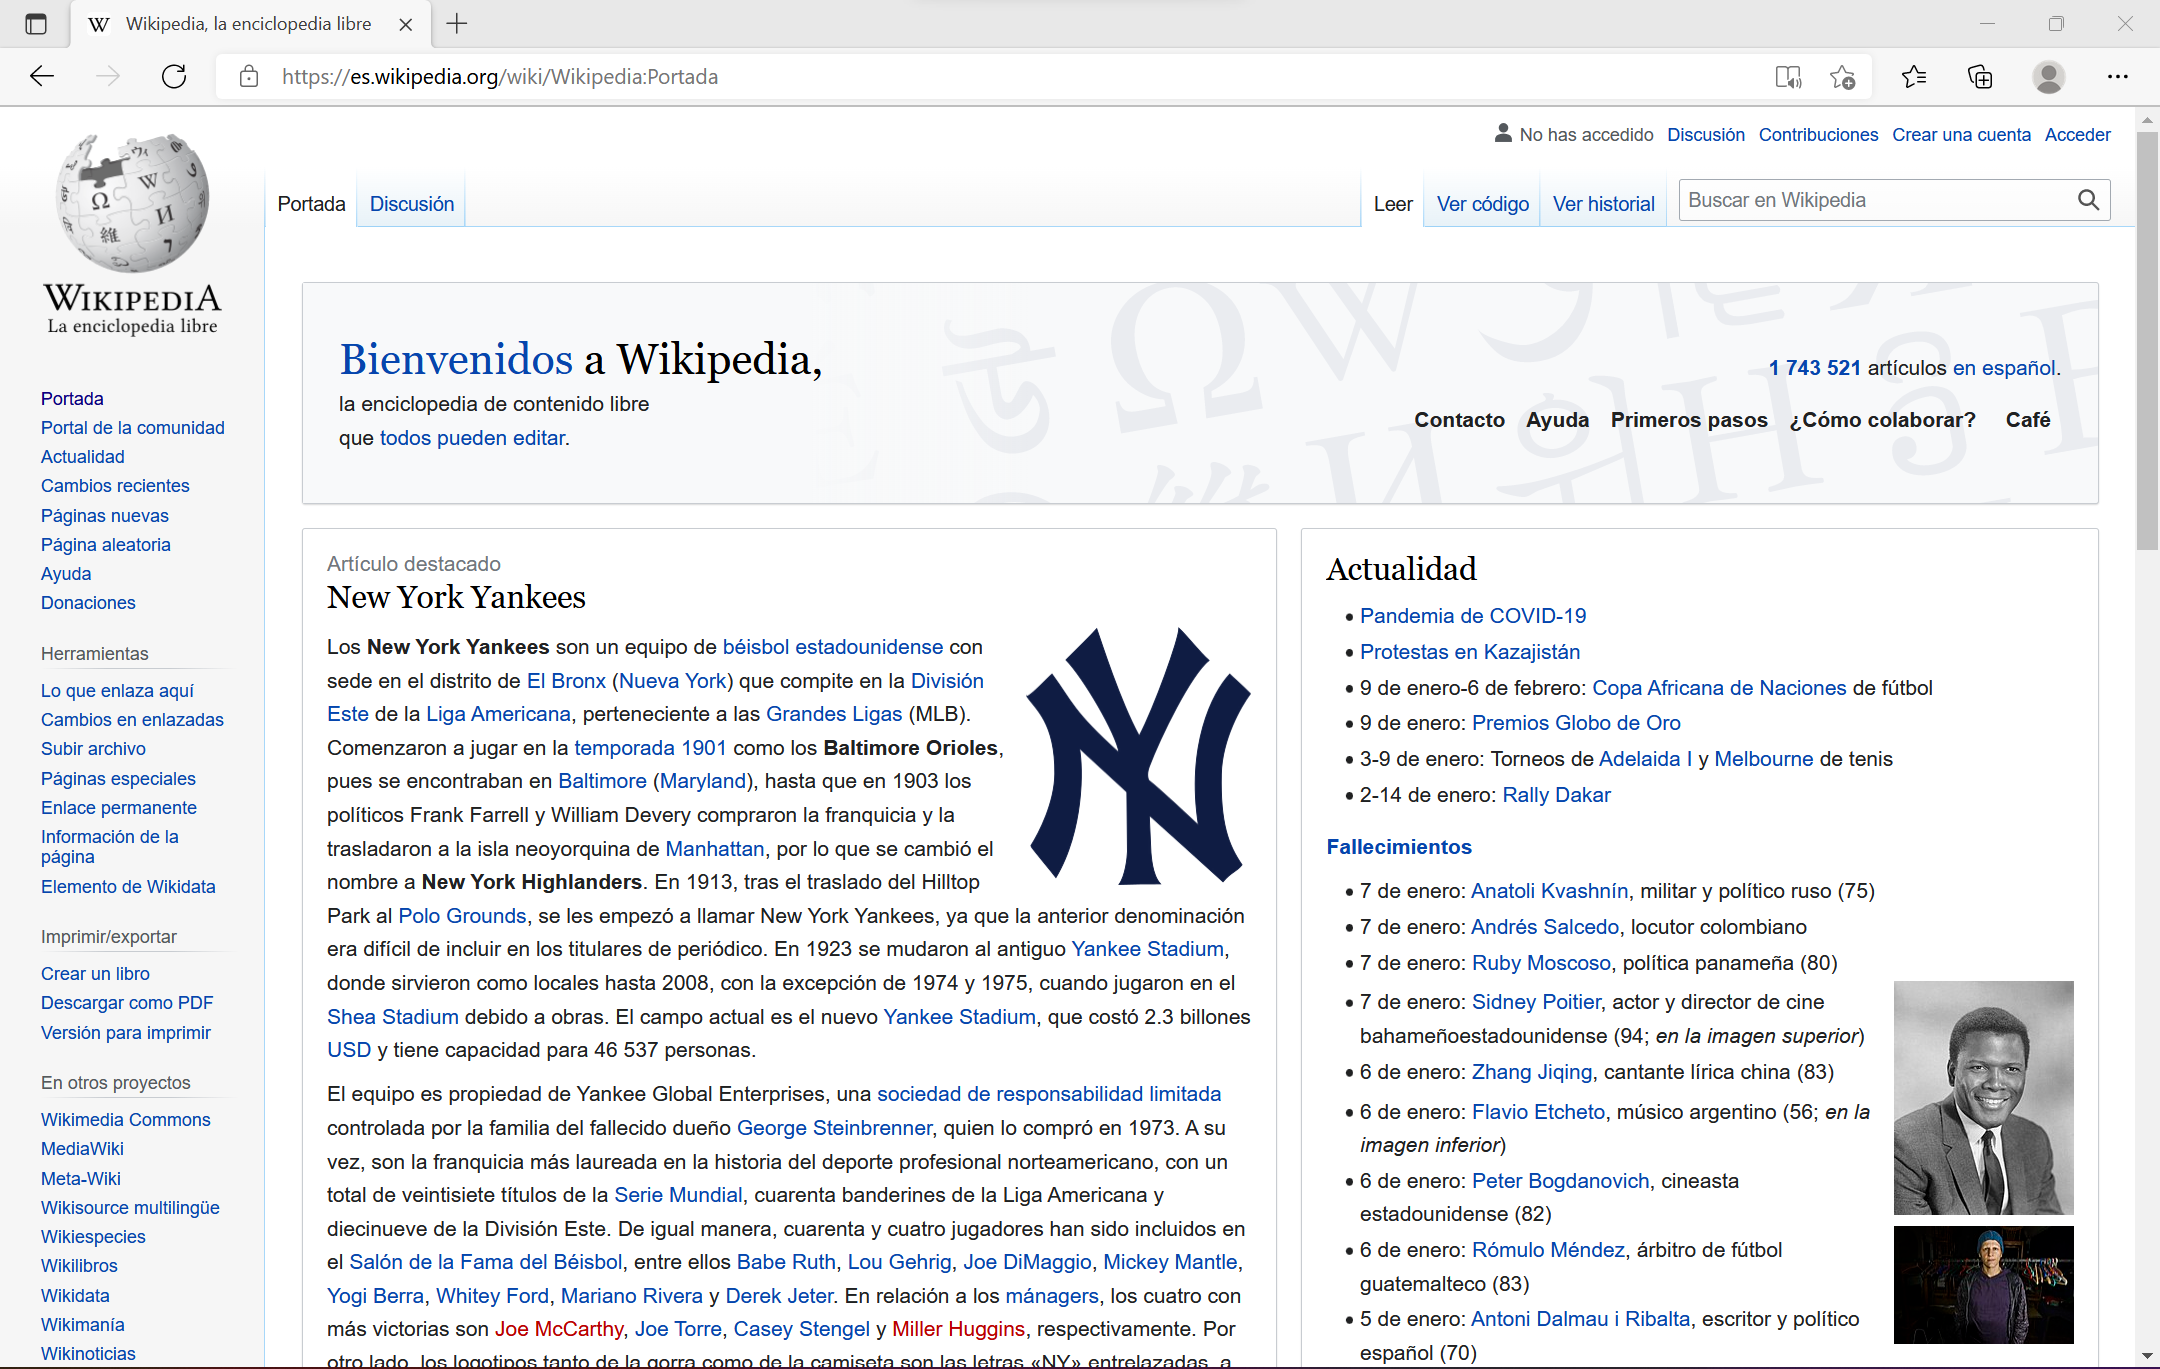 Wikipedia, la enciclopedia libre
https://es.wikipedia.org/wiki/Wikipedia:Portada
No has accedido Discusión Contribuciones Crear una cuenta Acceder
Portada Discusión Leer Ver código Ver historial Buscar en Wikipedia
WIKIPEDIA
La enciclopedia libre
Portada
Portal de la comunidad
Actualidad
Cambios recientes
Páginas nuevas
Página aleatoria
Ayuda
Donaciones
Herramientas
Lo que enlaza aquí
Cambios en enlazadas
Subir archivo
Páginas especiales
Enlace permanente
Información de la
página
Elemento de Wikidata
Imprimir/exportar
Crear un libro
Descargar como PDF
Versión para imprimir
En otros proyectos
Wikimedia Commons
MediaWiki
Meta-Wiki
Wikisource multilingüe
Wikiespecies
Wikilibros
Wikidata
Wikimanía
Wikinoticias
Bienvenidos a Wikipedia,
la enciclopedia de contenido libre
que todos pueden editar.
1 743 521 artículos en español.
Contacto Ayuda Primeros pasos ¿Cómo colaborar? Café
Artículo destacado
New York Yankees
Los New York Yankees son un equipo de béisbol estadounidense con
sede en el distrito de El Bronx (Nueva York) que compite en la División
Este de la Liga Americana, perteneciente a las Grandes Ligas (MLB).
Comenzaron a jugar en la temporada 1901 como los Baltimore Orioles,
pues se encontraban en Baltimore (Maryland), hasta que en 1903 los
políticos Frank Farrell y William Devery compraron la franquicia y la
trasladaron a la isla neoyorquina de Manhattan, por lo que se cambió el
nombre a New York Highlanders. En 1913, tras el traslado del Hilltop
Park al Polo Grounds, se les empezó a llamar New York Yankees, ya que la anterior denominación
era difícil de incluir en los titulares de periódico. En 1923 se mudaron al antiguo Yankee Stadium,
donde sirvieron como locales hasta 2008, con la excepción de 1974 y 1975, cuando jugaron en el
Shea Stadium debido a obras. El campo actual es el nuevo Yankee Stadium, que costó 2.3 billones
USD y tiene capacidad para 46 537 personas.
El equipo es propiedad de Yankee Global Enterprises, una sociedad de responsabilidad limitada
controlada por la familia del fallecido dueño George Steinbrenner, quien lo compró en 1973. A su
vez, son la franquicia más laureada en la historia del deporte profesional norteamericano, con un
total de veintisiete títulos de la Serie Mundial, cuarenta banderines de la Liga Americana y
diecinueve de la División Este. De igual manera, cuarenta y cuatro jugadores han sido incluidos en
el Salón de la Fama del Béisbol, entre ellos Babe Ruth, Lou Gehrig, Joe DiMaggio, Mickey Mantle,
Yogi Berra, Whitey Ford, Mariano Rivera y Derek Jeter. En relación a los mánagers, los cuatro con
más victorias son Joe McCarthy, Joe Torre, Casey Stengel y Miller Huggins, respectivamente. Por
otro lado, los logotipos tanto de la gorra como de la camiseta son las letras «NY» entrelazadas, a
Actualidad
Pandemia de COVID-19
Protestas en Kazajistán
9 de enero-6 de febrero: Copa Africana de Naciones de fútbol
9 de enero: Premios Globo de Oro
3-9 de enero: Torneos de Adelaida I y Melbourne de tenis
2-14 de enero: Rally Dakar
Fallecimientos
7 de enero: Anatoli Kvashnín, militar y político ruso (75)
7 de enero: Andrés Salcedo, locutor colombiano
7 de enero: Ruby Moscoso, política panameña (80)
7 de enero: Sidney Poitier, actor y director de cine
bahameñoestadounidense (94; en la imagen superior)
6 de enero: Zhang Jiqing, cantante lírica china (83)
6 de enero: Flavio Etcheto, músico argentino (56; en la
imagen inferior)
6 de enero: Peter Bogdanovich, cineasta
estadounidense (82)
6 de enero: Rómulo Méndez, árbitro de fútbol
guatemalteco (83)
5 de enero: Antoni Dalmau i Ribalta, escritor y político
español (70)